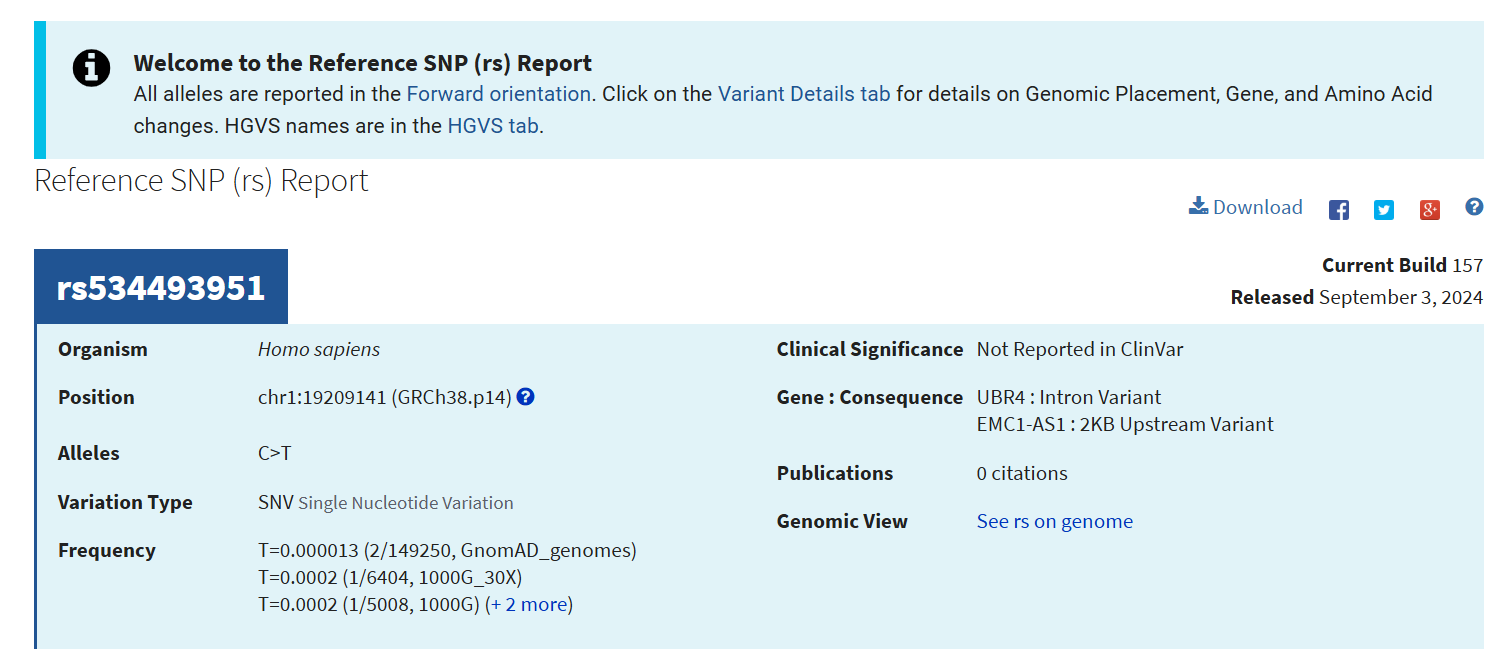 Welcome to the Reference SNP (rs) Report
All alleles are reported in the Forward orientation. Click on the Variant Details tab for details on Genomic Placement, Gene, and Amino Acid
changes. HGVS names are in the HGVS tab.
Reference SNP (rs) Report
Download
rs534493951
Current Build 157
Released September 3, 2024
Organism Homo sapiens
Position chr1:19209141 (GRCh38.p14)
Alleles C>T
Variation Type SNV Single Nucleotide Variation
Frequency T=0.000013 (2/149250, GnomAD_genomes)
T=0.0002 (1/6404, 1000G_30X)
T=0.0002 (1/5008, 1000G) (+ 2 more)
Clinical Significance Not Reported in ClinVar
Gene : Consequence UBR4 : Intron Variant
EMC1-AS1 : 2KB Upstream Variant
Publications 0 citations
Genomic View See rs on genome